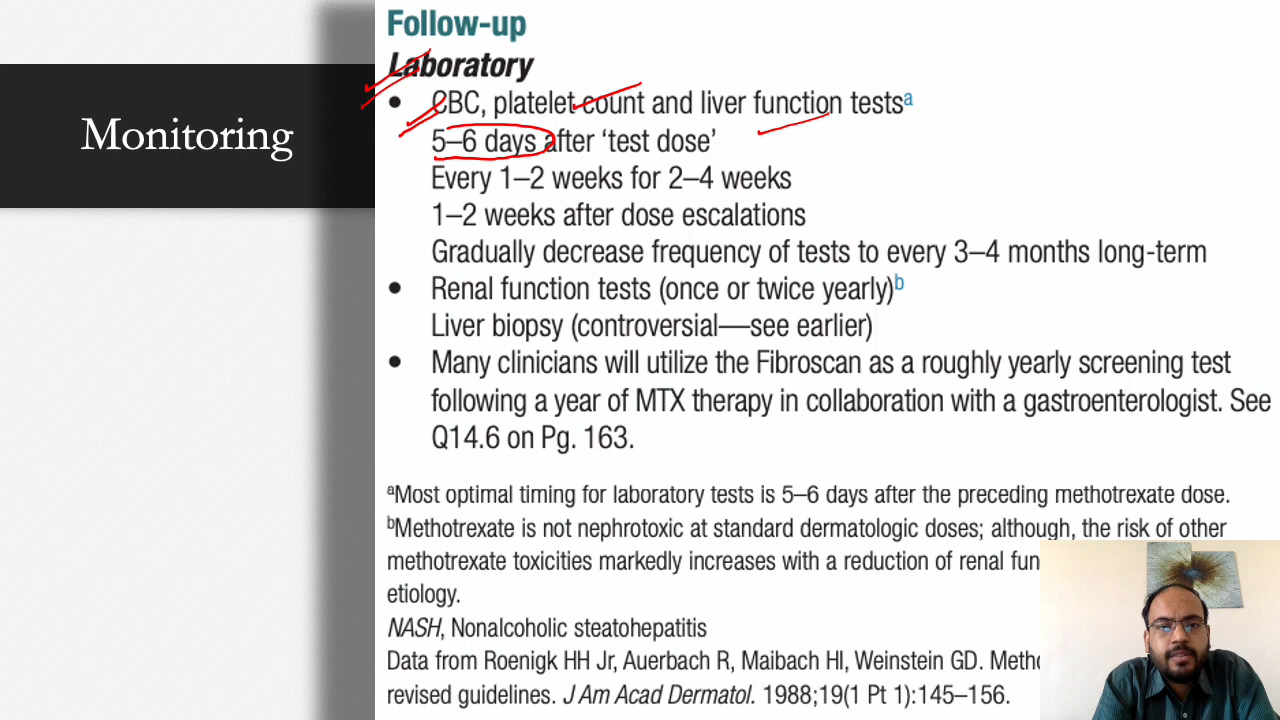 Monitoring
Follow-up
Laboratory
• CBC, platelet count and liver function testsa
5–6 days after ‘test dose’
Every 1–2 weeks for 2–4 weeks
1–2 weeks after dose escalations
Gradually decrease frequency of tests to every 3–4 months long-term
• Renal function tests (once or twice yearly)b
Liver biopsy (controversial—see earlier)
• Many clinicians will utilize the Fibroscan as a roughly yearly screening test
following a year of MTX therapy in collaboration with a gastroenterologist. See
Q14.6 on Pg. 163.
aMost optimal timing for laboratory tests is 5–6 days after the preceding methotrexate dose.
bMethotrexate is not nephrotoxic at standard dermatologic doses; although, the risk of other
methotrexate toxicities markedly increases with a reduction of renal
etiology.
NASH, Nonalcoholic steatohepatitis
Data from Roenigk HH Jr, Auerbach R, Maibach HI, Weinstein GD.
revised guidelines. J Am Acad Dermatol. 1988;19(1 Pt 1):145–156.